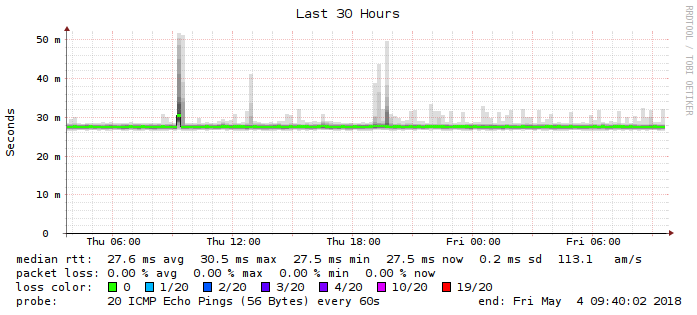 Last 30 Hours
RRDTOOL / TOBI OETIKER
Seconds
50 m
40 m
30 m
20 m
10 m
0
Thu 06:00 Thu 12:00 Thu 18:00 Fri 00:00 Fri 06:00
median rtt: 27.6 ms avg 30.5 ms max 27.5 ms min 27.5 ms now 0.2 ms sd 113.1 am/s
packet loss: 0.00 % avg 0.00 % max 0.00 % min 0.00 % now
loss color: 0 1/20 2/20 3/20 4/20 10/20 19/20
probe: 20 ICMP Echo Pings (56 Bytes) every 60s end: Fri May 4 09:40:02 2018